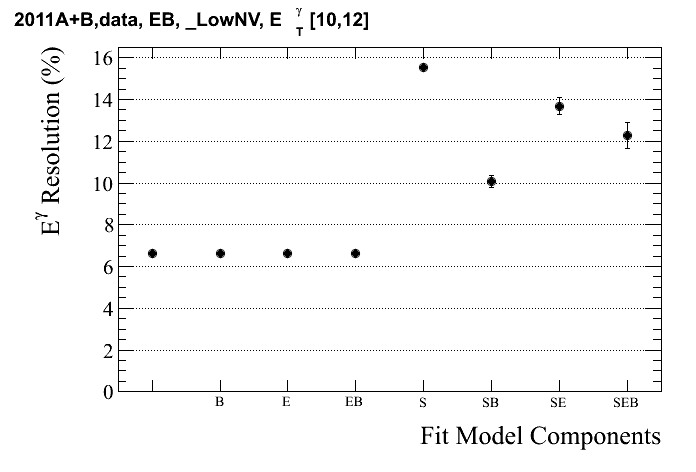 2011A+B,data, EB, _LowNV, E γ T [10,12]
Eγ Resolution (%)
16
14
12
10
8
6
4
2
0
B E EB S SB SE SEB
Fit Model Components